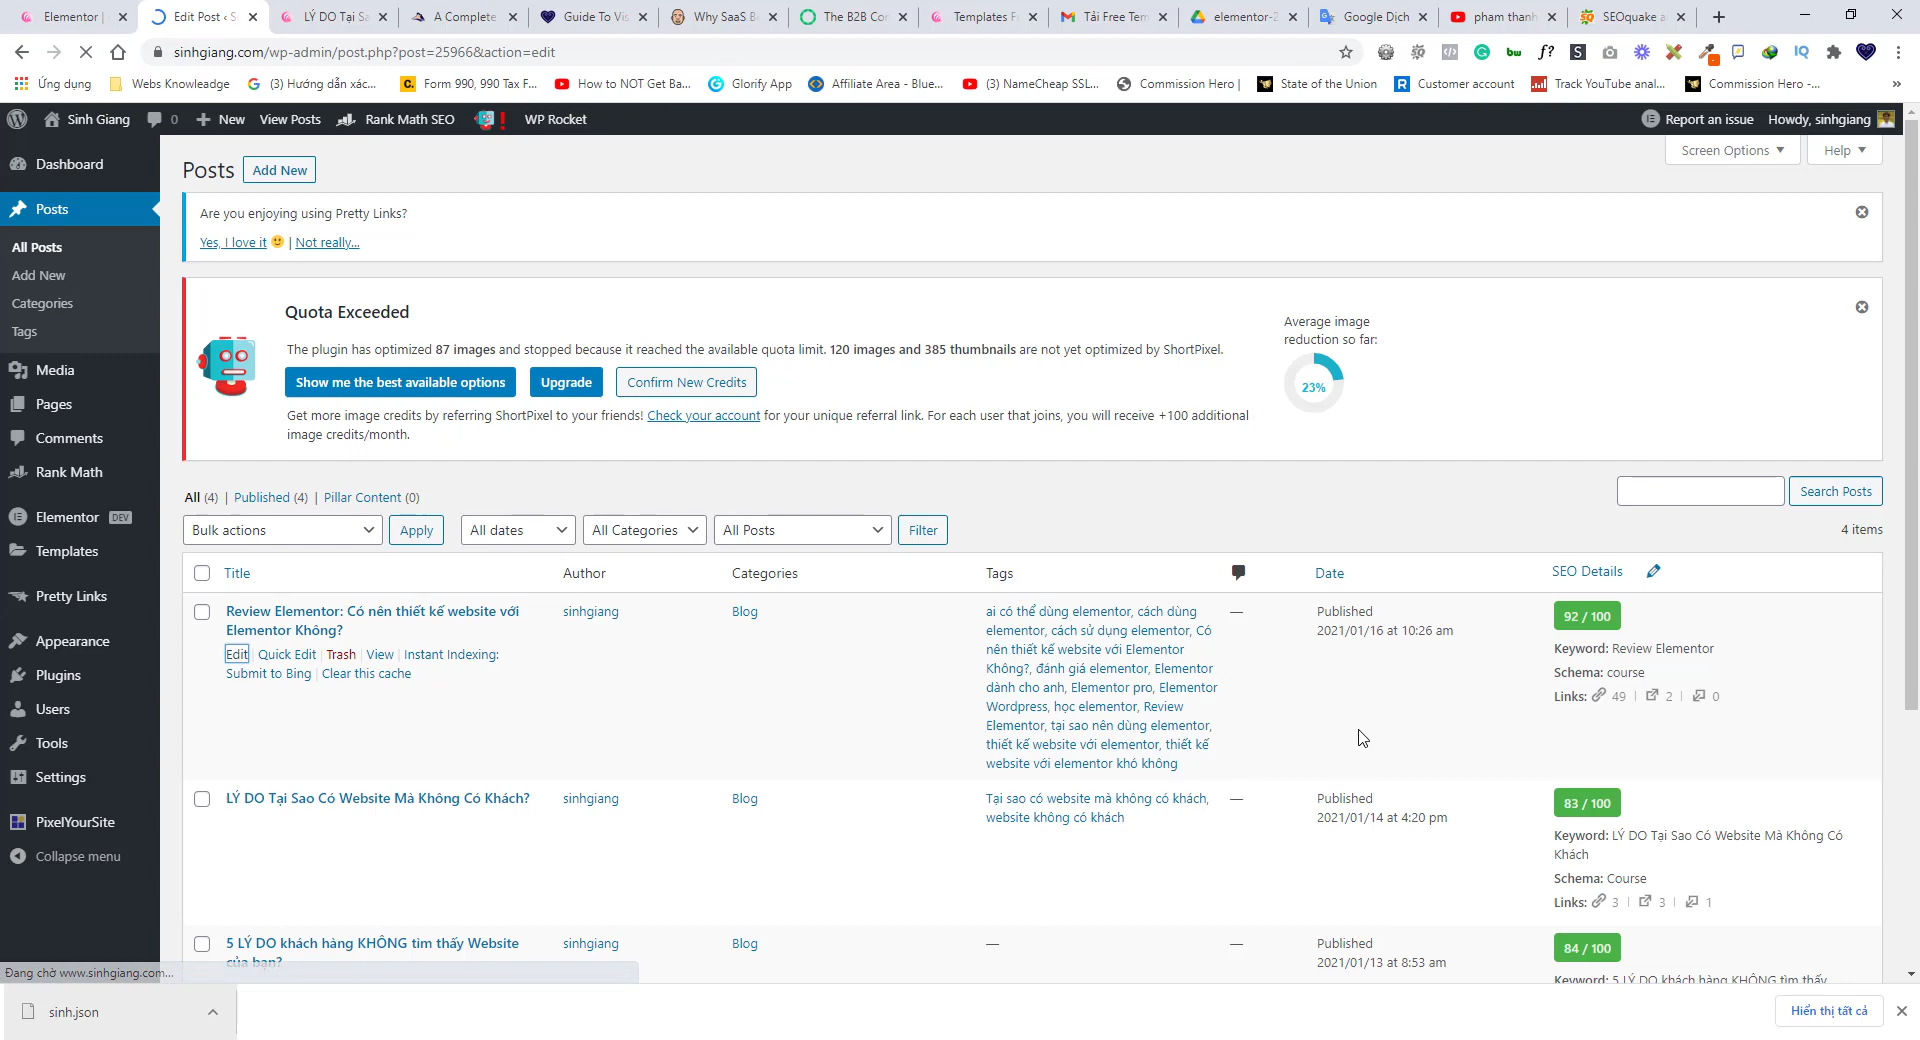 Elementor |
Edit Post ‹ S
LÝ DO Tại Sa
A Complete
Guide To Vis
Why SaaS B
The B2B Co
Templates F
Tải Free Tem
elementor-2
Google Dịch
pham thanh
SEOquake a
sinhgiang.com/wp-admin/post.php?post=25966&action=edit
Ứng dụng
Webs Knowleadge
(3) Hướng dẫn xác...
Form 990, 990 Tax F...
How to NOT Get Ba...
Glorify App
Affiliate Area - Blue...
(3) NameCheap SSL...
Commission Hero |
State of the Union
Customer account
Track YouTube anal...
Commission Hero -...
»
Sinh Giang
0
New
View Posts
Rank Math SEO
WP Rocket
Report an issue
Howdy, sinhgiang
Dashboard
Posts
All Posts
Add New
Categories
Tags
Media
Pages
Comments
Rank Math
Elementor DEV
Templates
Pretty Links
Appearance
Plugins
Users
Tools
Settings
PixelYourSite
Collapse menu
Screen Options
Help
Posts
Add New
Are you enjoying using Pretty Links?
Yes, I love it 🙂 | Not really...
Quota Exceeded
The plugin has optimized 87 images and stopped because it reached the available quota limit. 120 images and 385 thumbnails are not yet optimized by ShortPixel.
Show me the best available options
Upgrade
Confirm New Credits
Get more image credits by referring ShortPixel to your friends! Check your account for your unique referral link. For each user that joins, you will receive +100 additional
image credits/month.
Average image
reduction so far:
23%
All (4) | Published (4) | Pillar Content (0)
Search Posts
Bulk actions
Apply
All dates
All Categories
All Posts
Filter
4 items
Title
Author
Categories
Tags
Date
SEO Details
Review Elementor: Có nên thiết kế website với
Elementor Không?
Edit | Quick Edit | Trash | View | Instant Indexing:
Submit to Bing | Clear this cache
sinhgiang
Blog
ai có thể dùng elementor, cách dùng
elementor, cách sử dụng elementor, Có
nên thiết kế website với Elementor
Không?, đánh giá elementor, Elementor
dành cho anh, Elementor pro, Elementor
Wordpress, học elementor, Review
Elementor, tại sao nên dùng elementor,
thiết kế website với elementor, thiết kế
website với elementor khó không
—
Published
2021/01/16 at 10:26 am
92 / 100
Keyword: Review Elementor
Schema: course
Links: 49 | 2 | 0
LÝ DO Tại Sao Có Website Mà Không Có Khách?
sinhgiang
Blog
Tại sao có website mà không có khách,
website không có khách
—
Published
2021/01/14 at 4:20 pm
83 / 100
Keyword: LÝ DO Tại Sao Có Website Mà Không Có
Khách
Schema: Course
Links: 3 | 3 | 1
5 LÝ DO khách hàng KHÔNG tìm thấy Website
của bạn?
sinhgiang
Blog
—
—
Published
2021/01/13 at 8:53 am
84 / 100
Keyword: 5 LÝ DO khách hàng KHÔNG tìm thấy
Đang chờ www.sinhgiang.com...
sinh.json
Hiển thị tất cả